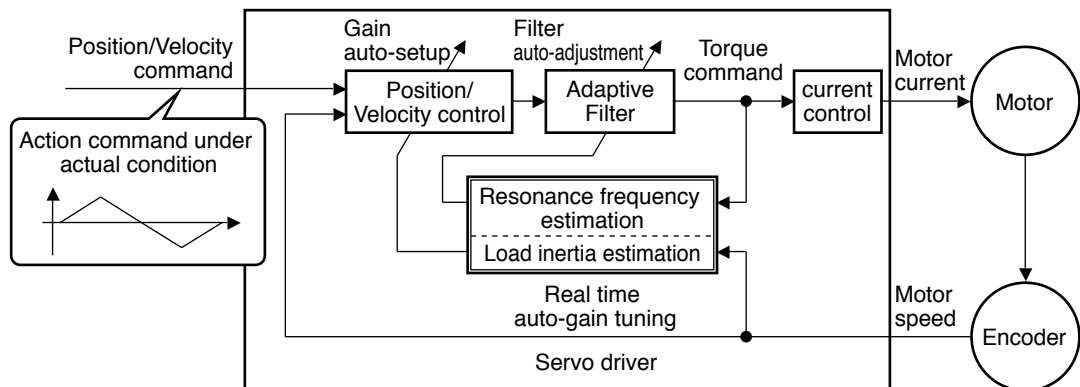 Position/Velocity
command
Action command under
actual condition
Gain
auto-setup
Filter
auto-adjustment
Torque
command
Motor
current
Position/
Velocity control
Adaptive
Filter
current
control
Motor
Resonance frequency
estimation
Load inertia estimation
Real time
auto-gain tuning
Motor
speed
Encoder
Servo driver